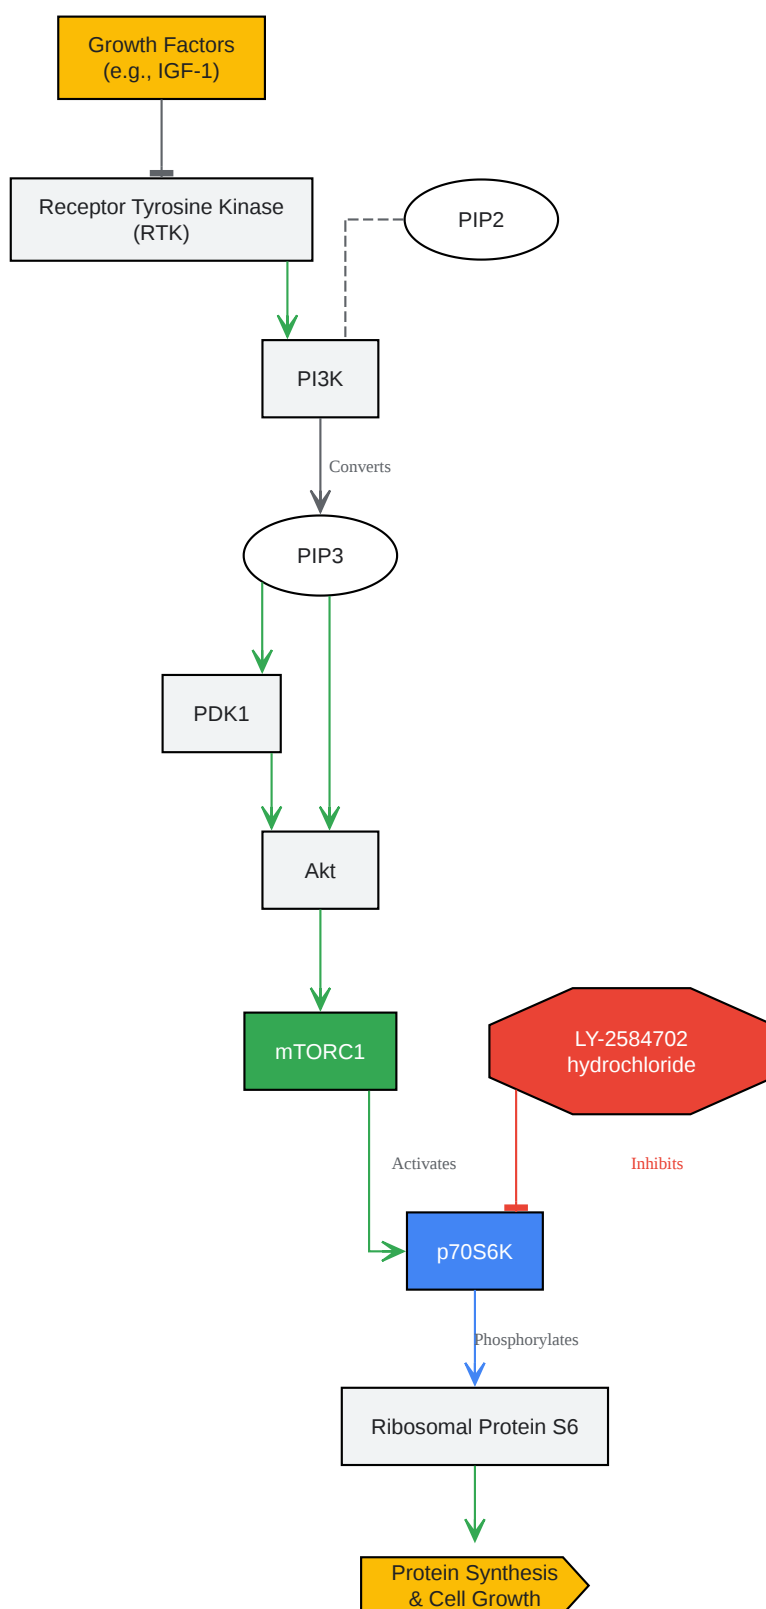 Growth Factors
(e.g., IGF-1)
Receptor Tyrosine Kinase
(RTK)
PIP2
PI3K
Converts
PIP3
PDK1
Akt
mTORC1
LY-2584702
hydrochloride
Activates
Inhibits
p70S6K
Phosphorylates
Ribosomal Protein S6
Protein Synthesis
& Cell Growth